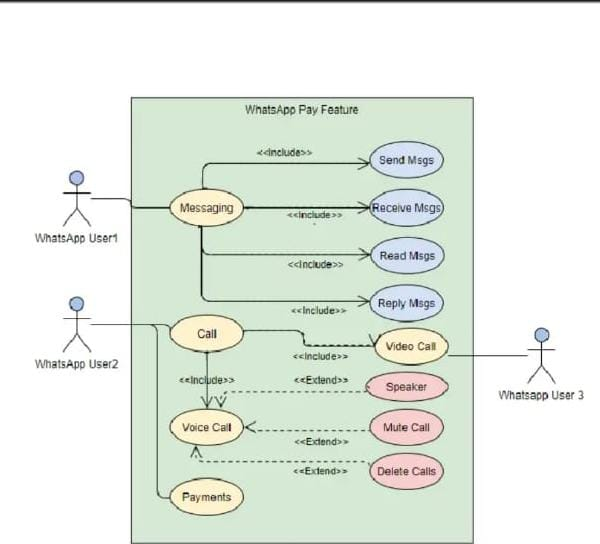 WhatsApp Pay Feature
<<Include>>
Send Msgs
WhatsApp User1
Messaging
<<Include>>
Receive Msgs
<<Include>>
Read Msgs
<<Include>>
Reply Msgs
WhatsApp User2
Call
<<Include>>
Video Call
Whatsapp User 3
<<Include>>
<<Extend>>
Speaker
Voice Call
<<Extend>>
Mute Call
<<Extend>>
Delete Calls
Payments